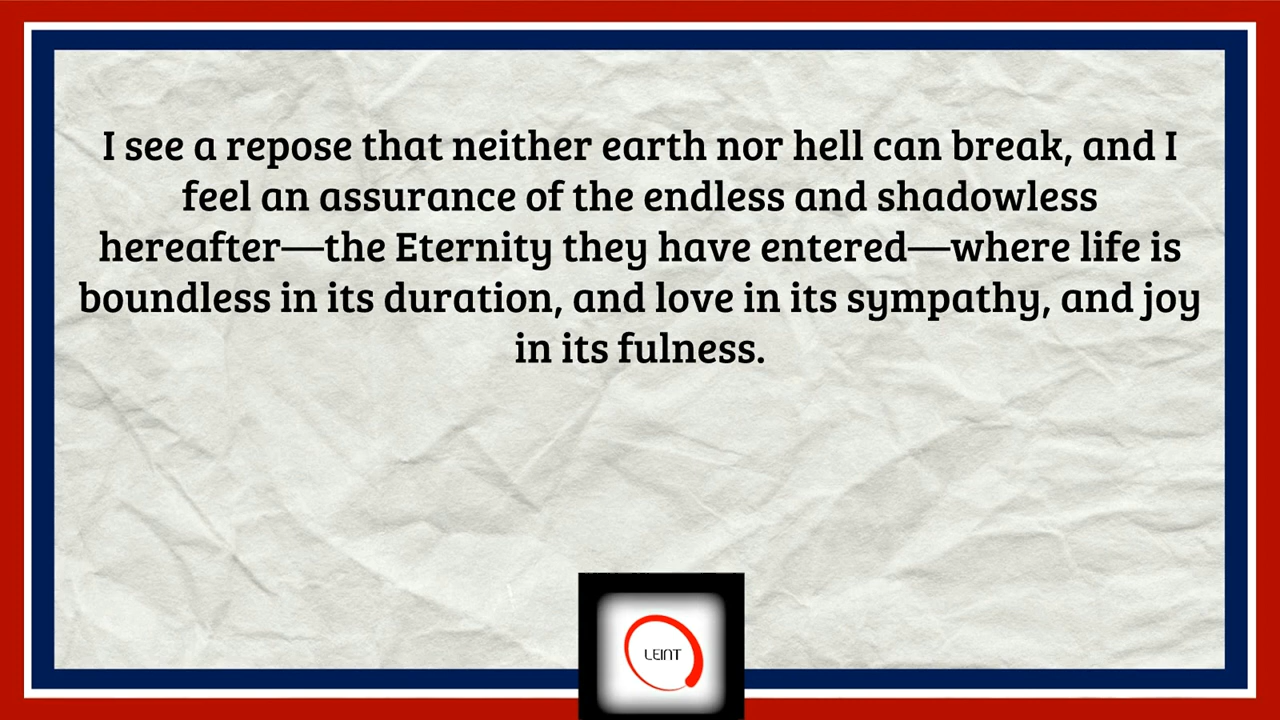 I see a repose that neither earth nor hell can break, and I
feel an assurance of the endless and shadowless
hereafter—the Eternity they have entered—where life is
boundless in its duration, and love in its sympathy, and joy
in its fulness.
LEINT